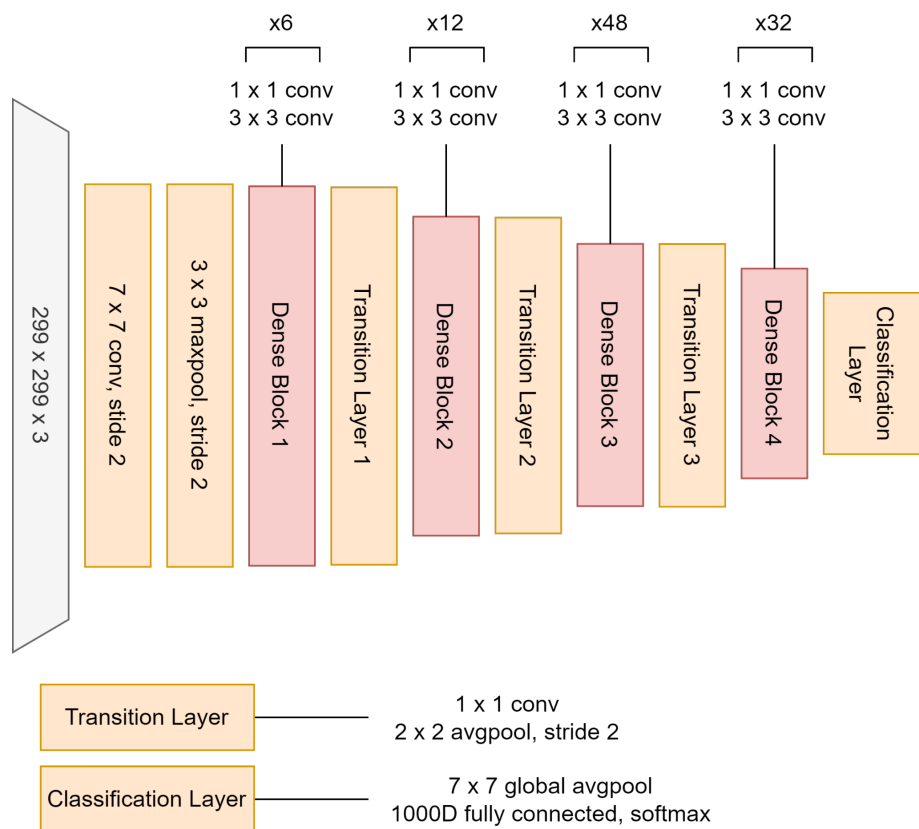 x6
x12
x48
x32
1 x 1 conv
3 x 3 conv
1 x 1 conv
3 x 3 conv
1 x 1 conv
3 x 3 conv
1 x 1 conv
3 x 3 conv
299 x 299 x 3
7 x 7 conv, stide 2
3 x 3 maxpool, stride 2
Dense Block 1
Transition Layer 1
Dense Block 2
Transition Layer 2
Dense Block 3
Transition Layer 3
Dense Block 4
Classification
Layer
Transition Layer
1 x 1 conv
2 x 2 avgpool, stride 2
Classification Layer
7 x 7 global avgpool
1000D fully connected, softmax